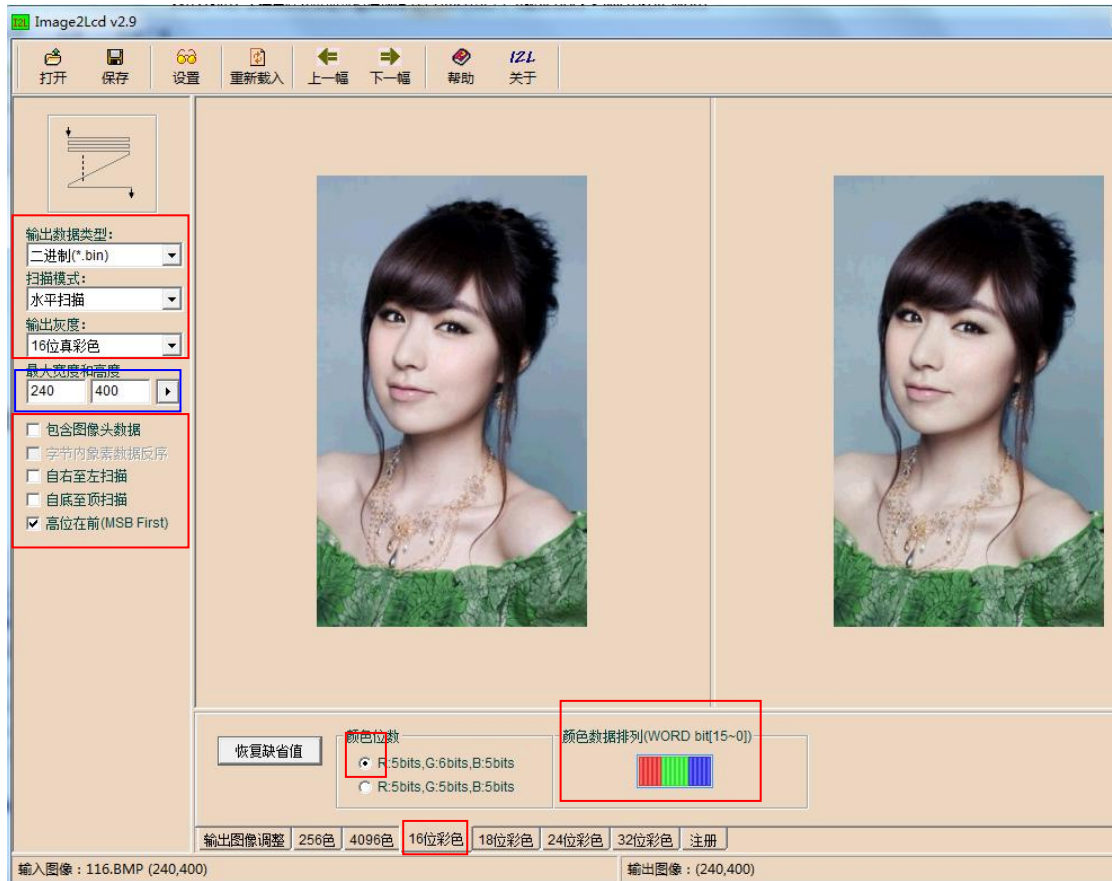 Image2Lcd v2.9
打开 保存 设置 重新载入 上一幅 下一幅 帮助 关于
I2L
输出数据类型:
二进制(*.bin)
扫描模式:
水平扫描
输出灰度:
16位真彩色
最大宽度和高度
240 400
包含图像头数据
字节内象素数据反序
自右至左扫描
自底至顶扫描
高位在前(MSB First)
恢复缺省值
颜色位数
R:5bits,G:6bits,B:5bits
R:5bits,G:5bits,B:5bits
颜色数据排列(WORD bit[15~0])
输出图像调整 256色 4096色 16位彩色 18位彩色 24位彩色 32位彩色 注册
输入图像:116.BMP (240,400)
输出图像:(240,400)